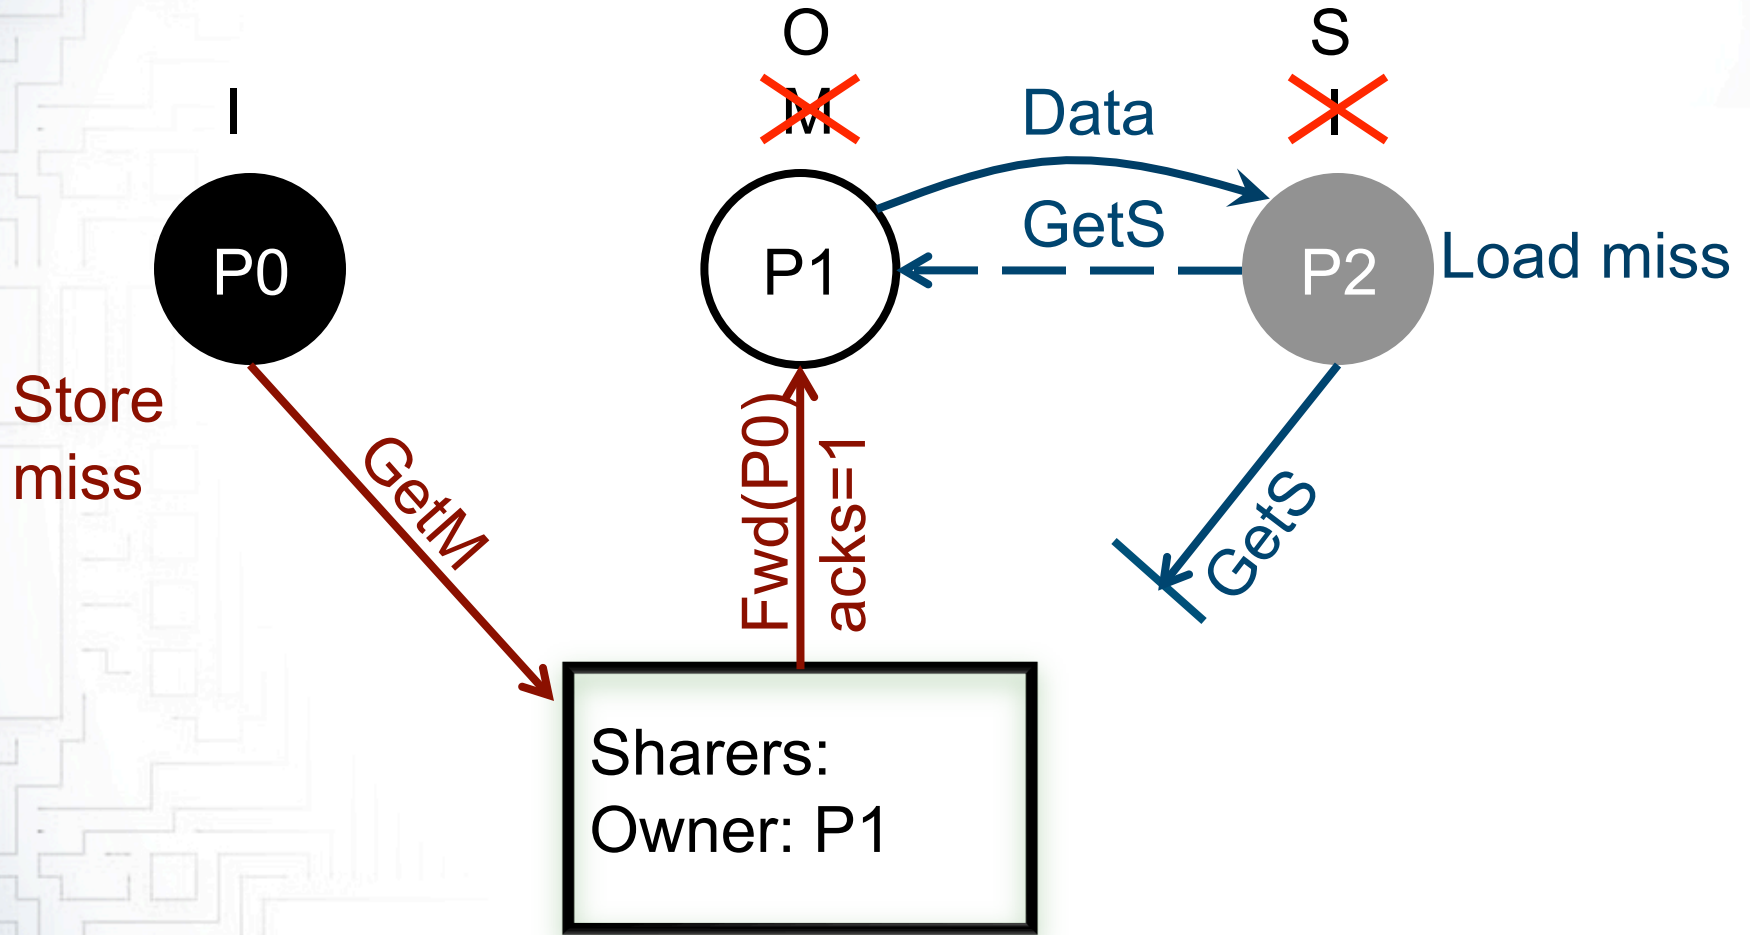 O
S
I
M
I
Data
GetS
P0
P1
P2
Load miss
Store
miss
GetM
Fwd(P0)
acks=1
GetS
Sharers:
Owner: P1